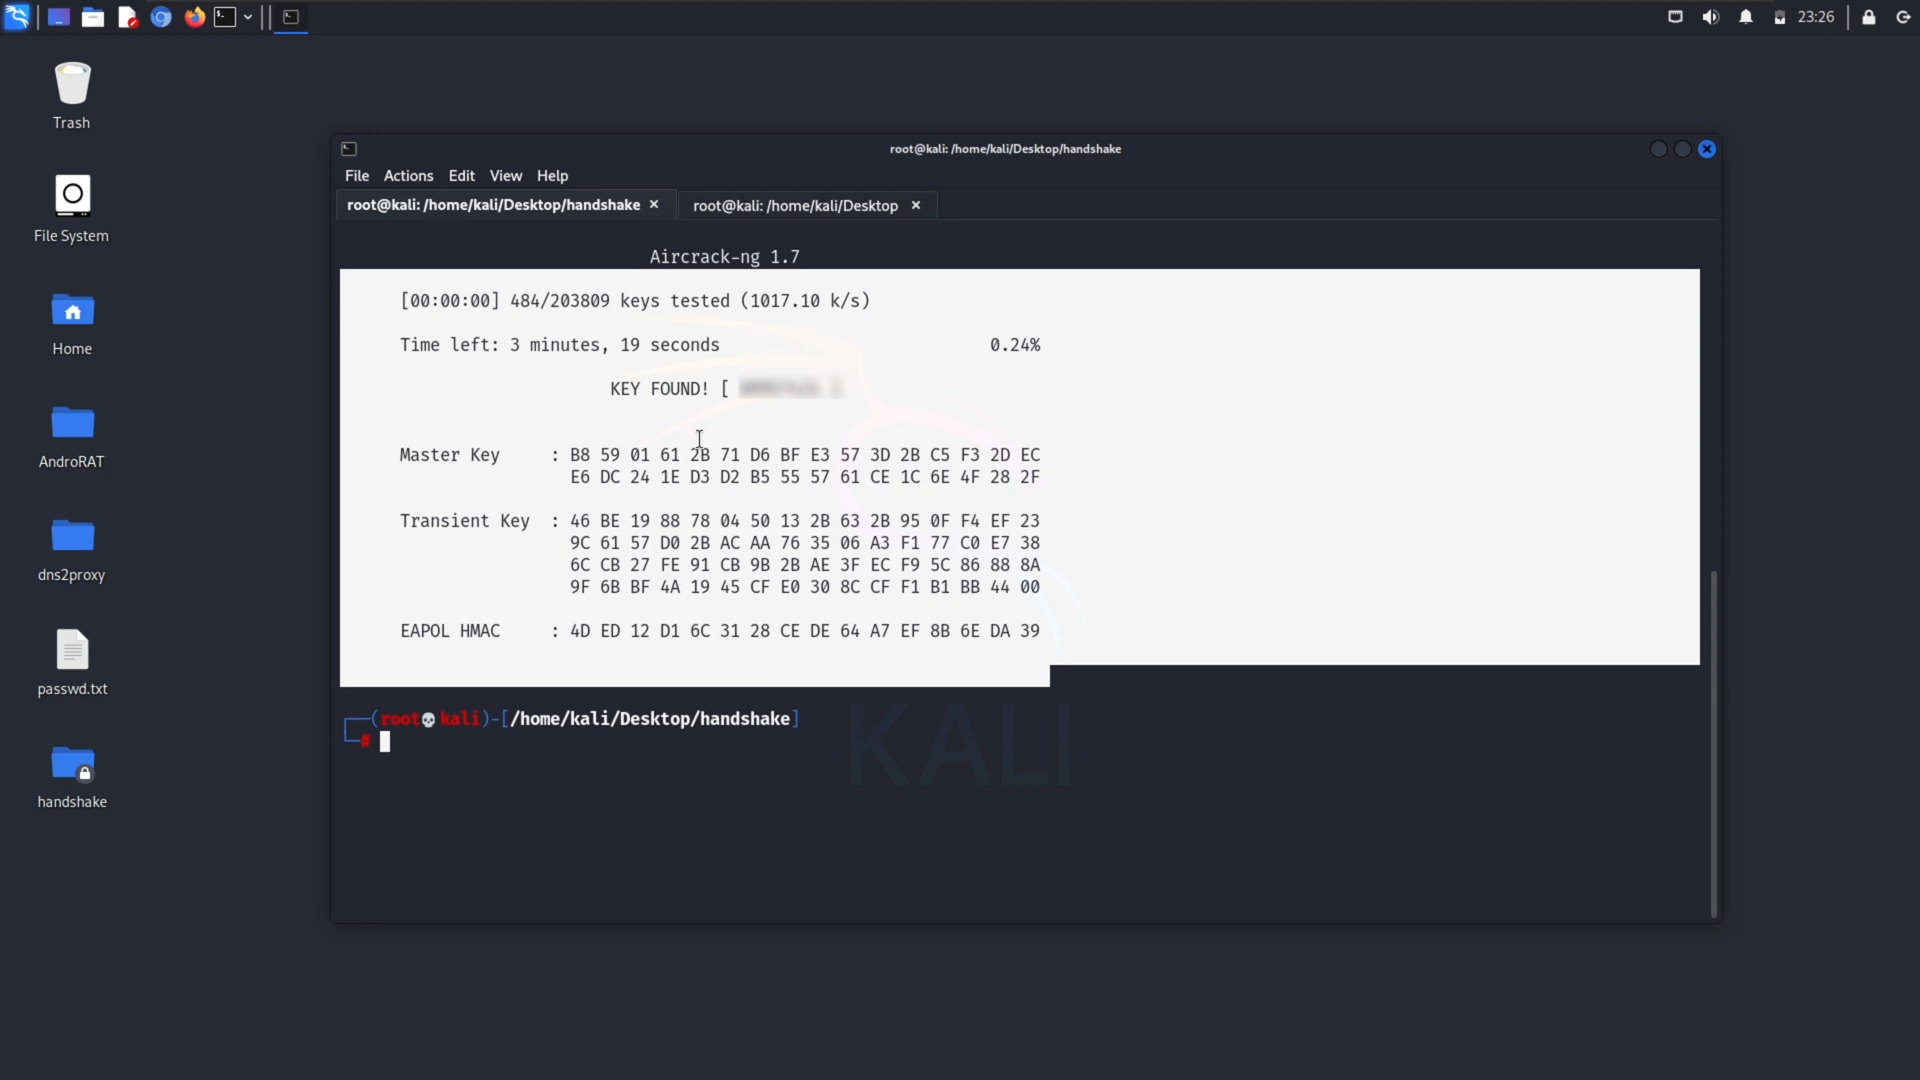 23:26
Trash
File System
Home
AndroRAT
dns2proxy
passwd.txt
handshake
root@kali: /home/kali/Desktop/handshake
File Actions Edit View Help
root@kali: /home/kali/Desktop/handshake × root@kali: /home/kali/Desktop ×
Aircrack-ng 1.7
[00:00:00] 484/203809 keys tested (1017.10 k/s)
Time left: 3 minutes, 19 seconds 0.24%
KEY FOUND! [
Master Key : B8 59 01 61 2B 71 D6 BF E3 57 3D 2B C5 F3 2D EC
E6 DC 24 1E D3 D2 B5 55 57 61 CE 1C 6E 4F 28 2F
Transient Key : 46 BE 19 88 78 04 50 13 2B 63 2B 95 0F F4 EF 23
9C 61 57 D0 2B AC AA 76 35 06 A3 F1 77 C0 E7 38
6C CB 27 FE 91 CB 9B 2B AE 3F EC F9 5C 86 88 8A
9F 6B BF 4A 19 45 CF E0 30 8C CF F1 B1 BB 44 00
EAPOL HMAC : 4D ED 12 D1 6C 31 28 CE DE 64 A7 EF 8B 6E DA 39
(root💀kali)-[/home/kali/Desktop/handshake]
#
KALI